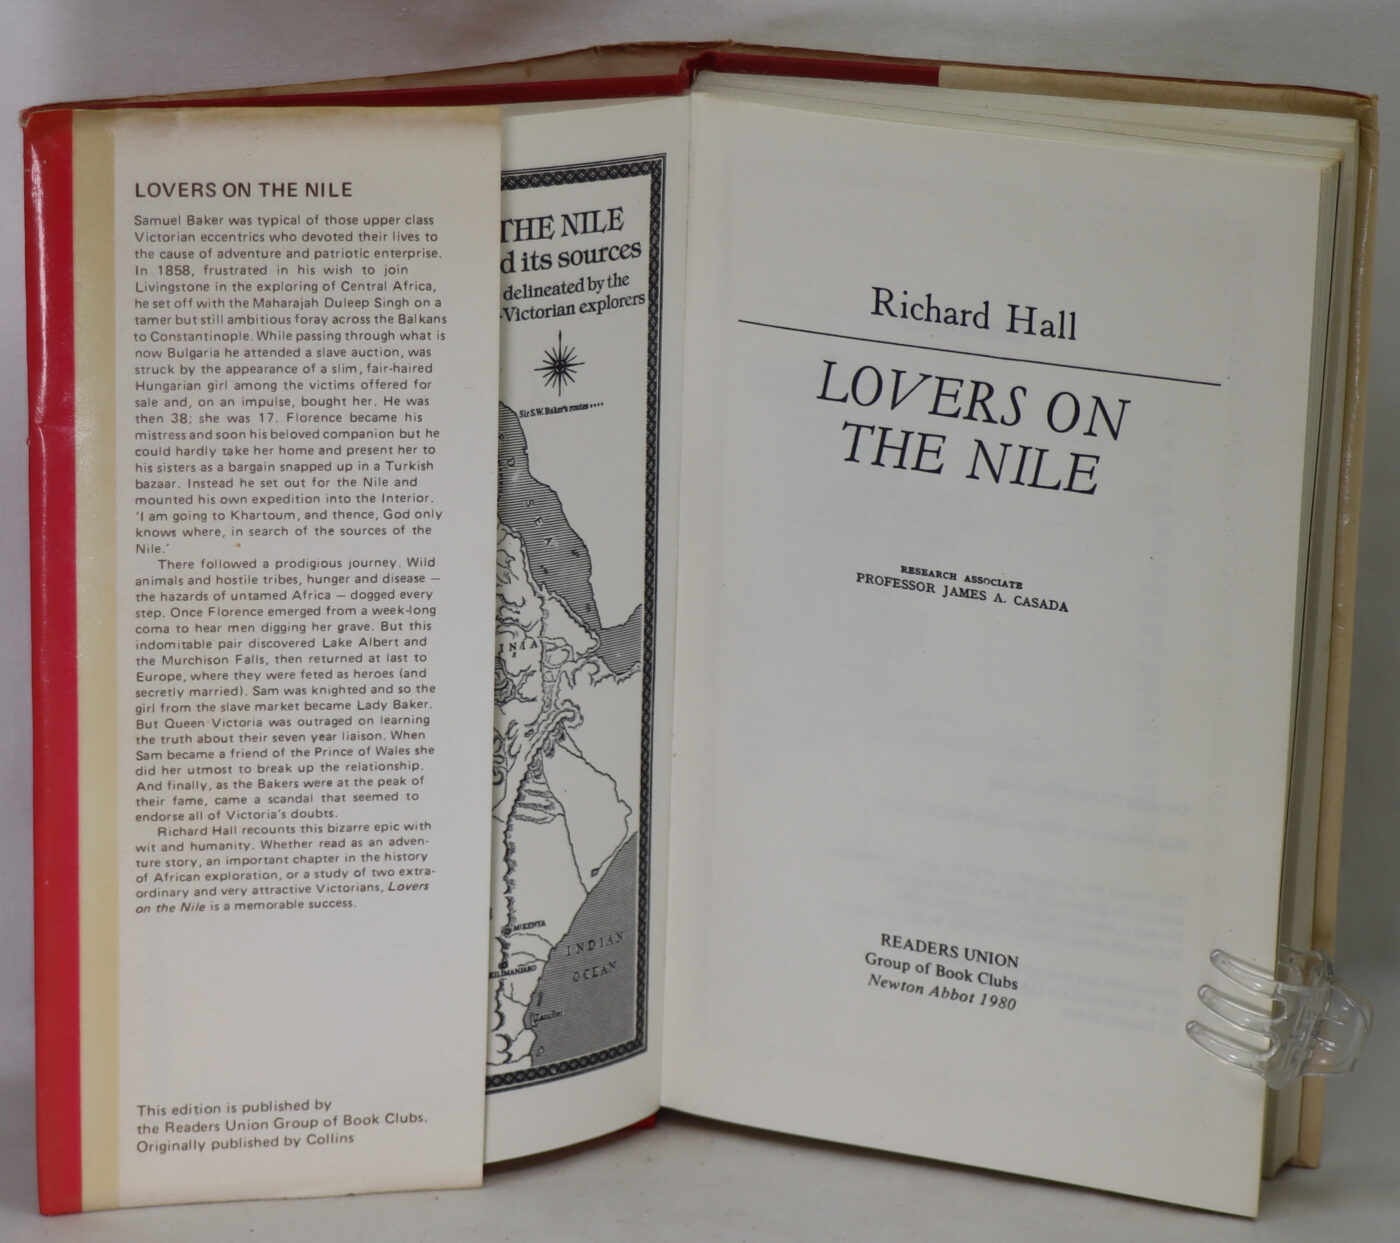 LOVERS ON THE NILE
Samuel Baker was typical of those upper class
Victorian eccentrics who devoted their lives to
the cause of adventure and patriotic enterprise.
In 1858, frustrated in his wish to join
Livingstone in the exploring of Central Africa,
he set off with the Maharajah Duleep Singh on a
tamer but still ambitious foray across the Balkans
to Constantinople. While passing through what is
now Bulgaria he attended a slave auction, was
struck by the appearance of a slim, fair-haired
Hungarian girl among the victims offered for
sale and, on an impulse, bought her. He was
then 38; she was 17. Florence became his
mistress and soon his beloved companion but he
could hardly take her home and present her to
his sisters as a bargain snapped up in a Turkish
bazaar. Instead he set out for the Nile and
mounted his own expedition into the Interior.
'I am going to Khartoum, and thence, God only
knows where, in search of the sources of the
Nile.'
There followed a prodigious journey. Wild
animals and hostile tribes, hunger and disease —
the hazards of untamed Africa — dogged every
step. Once Florence emerged from a week-long
coma to hear men digging her grave. But this
indomitable pair discovered Lake Albert and
the Murchison Falls, then returned at last to
Europe, where they were feted as heroes (and
secretly married). Sam was knighted and so the
girl from the slave market became Lady Baker.
But Queen Victoria was outraged on learning
the truth about their seven year liaison. When
Sam became a friend of the Prince of Wales she
did her utmost to break up the relationship.
And finally, as the Bakers were at the peak of
their fame, came a scandal that seemed to
endorse all of Victoria's doubts.
Richard Hall recounts this bizarre epic with
wit and humanity. Whether read as an adven-
ture story, an important chapter in the history
of African exploration, or a study of two extra-
ordinary and very attractive Victorians, Lovers
on the Nile is a memorable success.
This edition is published by
the Readers Union Group of Book Clubs.
Originally published by Collins
THE NILE
d its sources
delineated by the
-Victorian explorers
Sir S.W. Baker's routes ····
SEA
Mt KENYA
KILIMANJARO
INDIAN
OCEAN
Zanzibar
Richard Hall
LOVERS ON
THE NILE
RESEARCH ASSOCIATE
PROFESSOR JAMES A. CASADA
READERS UNION
Group of Book Clubs
Newton Abbot 1980